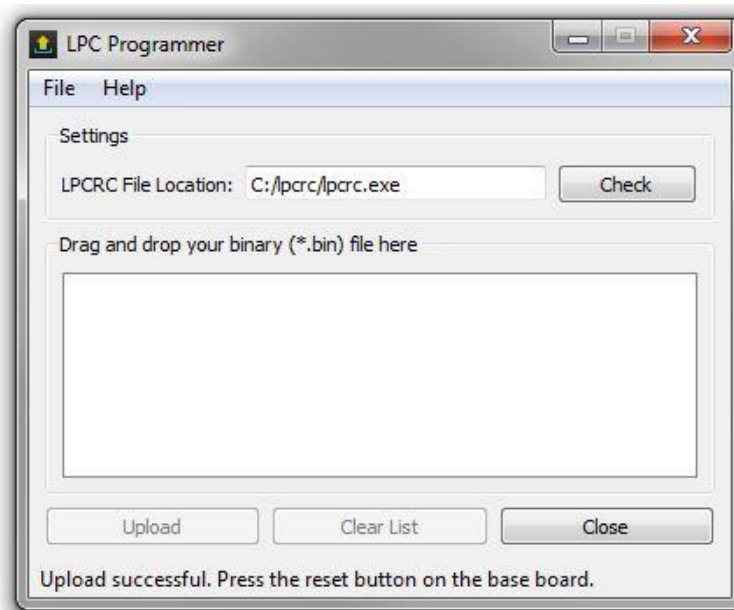 LPC Programmer
File Help
Settings
LPCRC File Location: C:/lpcrc/lpcrc.exe Check
Drag and drop your binary (*.bin) file here
Upload Clear List Close
Upload successful. Press the reset button on the base board.